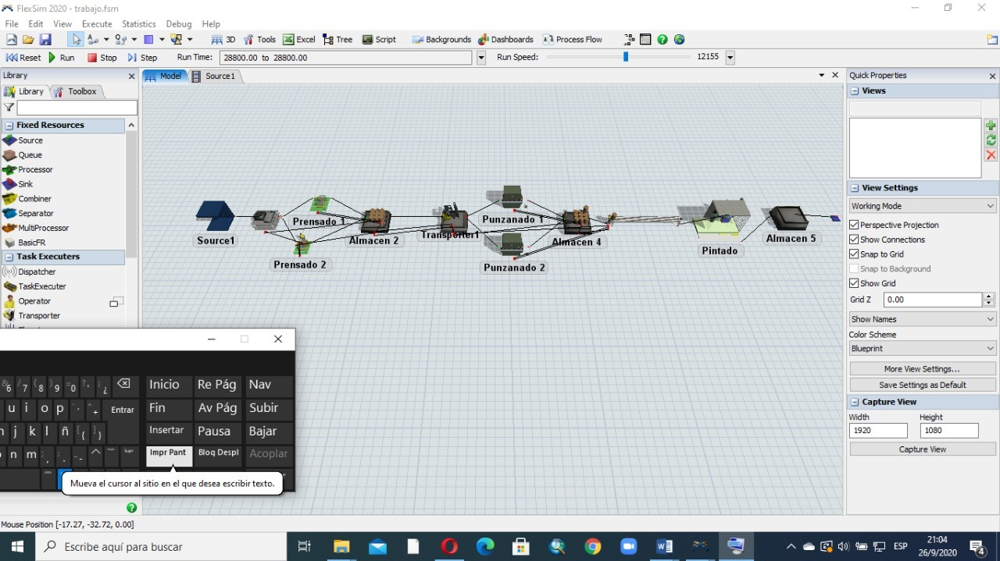 FlexSim 2020 - trabajo.fsm
File Edit View Execute Statistics Debug Help
3D Tools Excel Tree Script Backgrounds Dashboards Process Flow
Reset Run Stop Step Run Time: 28800.00 to 28800.00 Run Speed: 12155
Library
Library Toolbox
Fixed Resources
Source
Queue
Processor
Sink
Combiner
Separator
MultiProcessor
BasicFR
Task Executers
Dispatcher
TaskExecuter
Operator
Transporter
Model Source1
Source1
Prensado 1
Prensado 2
Almacen 2
Transporter1
Punzanado 1
Punzanado 2
Almacen 4
Pintado
Almacen 5
Quick Properties
Views
View Settings
Working Mode
Perspective Projection
Show Connections
Snap to Grid
Snap to Background
Show Grid
Grid Z 0.00
Show Names
Color Scheme
Blueprint
More View Settings...
Save Settings as Default
Capture View
Width Height
1920 1080
Capture View
& 6 / 7 ( 8 ) 9 = 0 ? ' ¡ ¿ Inicio Re Pág Nav
u i o p Entrar Fin Av Pág Subir
j k l ñ [ { ] } Insertar Pausa Bajar
n m ; , : . _ - Supr Impr Pant Bloq Despl Acoplar
Mueva el cursor al sitio en el que desea escribir texto.
Mouse Position [-17.27, -32.72, 0.00]
Escribe aquí para buscar
ESP
21:04
26/9/2020
4